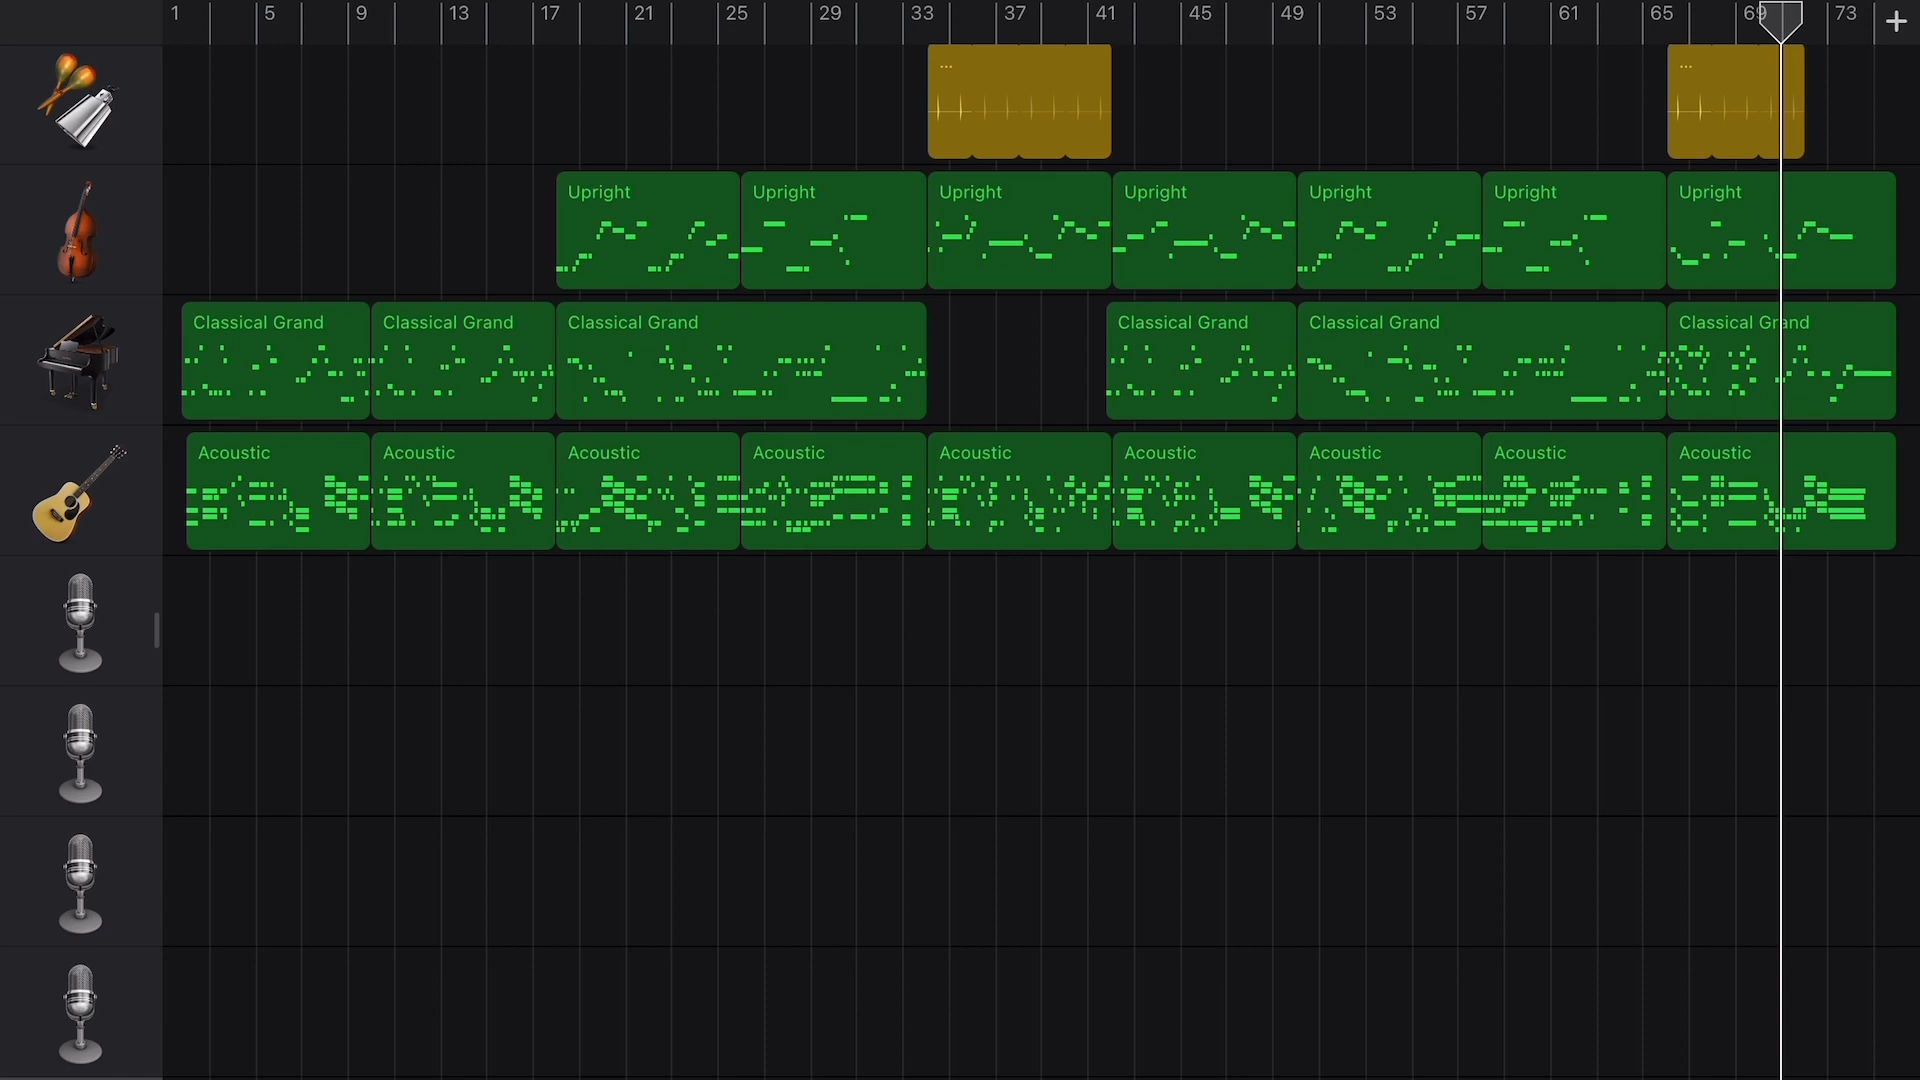 1 5 9 13 17 21 25 29 33 37 41 45 49 53 57 61 65 69 73
... ...
Upright Upright Upright Upright Upright Upright Upright
Classical Grand Classical Grand Classical Grand Classical Grand Classical Grand Classical Grand
Acoustic Acoustic Acoustic Acoustic Acoustic Acoustic Acoustic Acoustic Acoustic